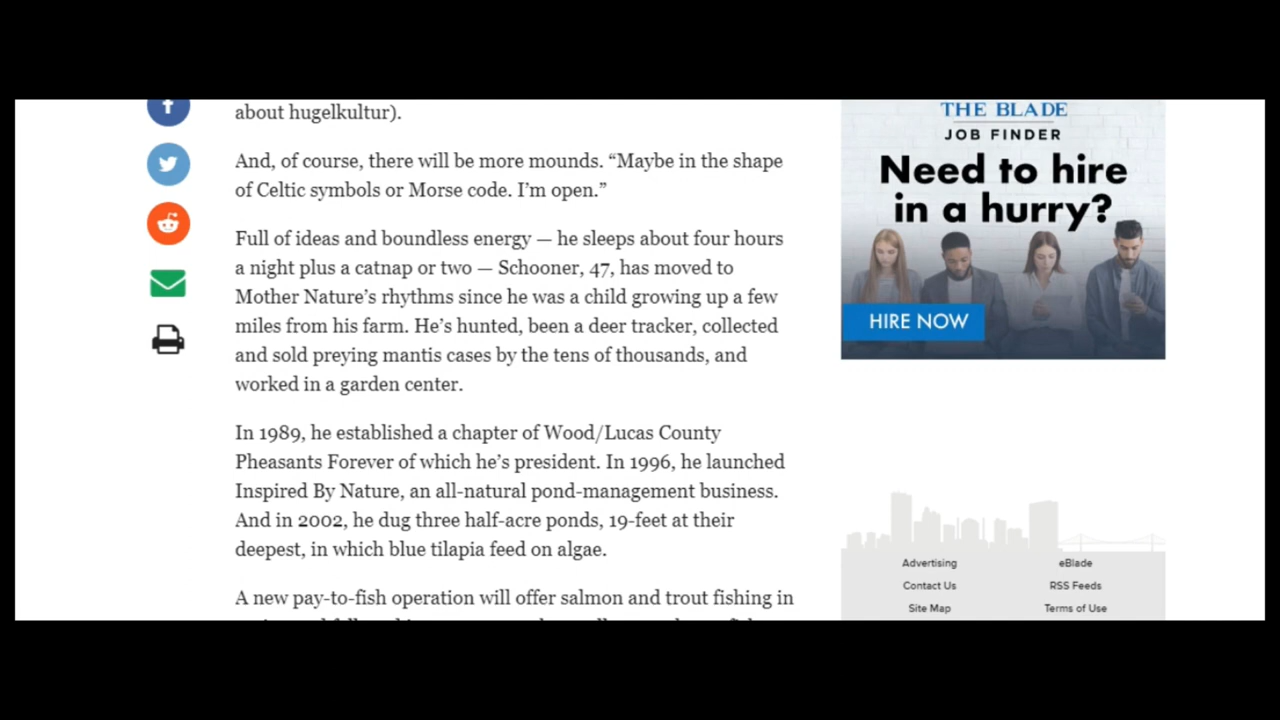 about hugelkultur).
And, of course, there will be more mounds. “Maybe in the shape
of Celtic symbols or Morse code. I’m open.”
Full of ideas and boundless energy — he sleeps about four hours
a night plus a catnap or two — Schooner, 47, has moved to
Mother Nature’s rhythms since he was a child growing up a few
miles from his farm. He’s hunted, been a deer tracker, collected
and sold preying mantis cases by the tens of thousands, and
worked in a garden center.
In 1989, he established a chapter of Wood/Lucas County
Pheasants Forever of which he’s president. In 1996, he launched
Inspired By Nature, an all-natural pond-management business.
And in 2002, he dug three half-acre ponds, 19-feet at their
deepest, in which blue tilapia feed on algae.
A new pay-to-fish operation will offer salmon and trout fishing in
THE BLADE
JOB FINDER
Need to hire
in a hurry?
HIRE NOW
Advertising
eBlade
Contact Us
RSS Feeds
Site Map
Terms of Use